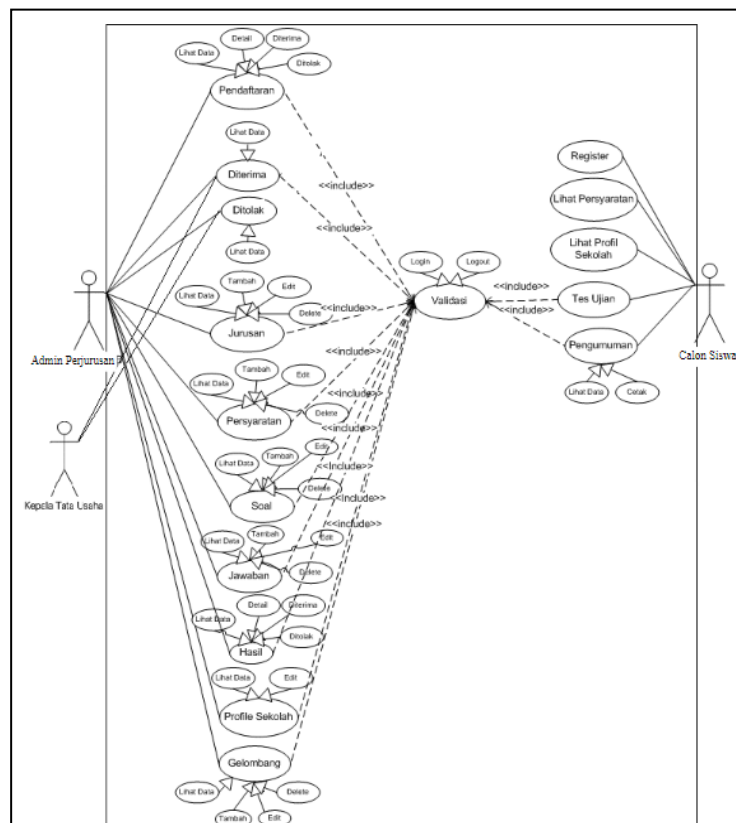 Detail
Diterima
Lihat Data
Ditolak
Pendaftaran
Lihat Data
Diterima
Ditolak
Lihat Data
Tambah
Edit
Lihat Data
Delete
Jurusan
Tambah
Lihat Data
Edit
Delete
Persyaratan
Edit
Tambah
Lihat Data
Delete
Soal
Tambah
Edit
Lihat Data
Delete
Jawaban
Detail
Diterima
Lihat Data
Ditolak
Hasil
Lihat Data
Edit
Profile Sekolah
Gelombang
Lihat Data
Delete
Tambah
Edit
Admin Perjurusan
Kepala Tata Usaha
<<include>>
<<include>>
<<include>>
<<include>>
<<include>>
<<include>>
<<include>>
<<include>>
Login
Logout
Validasi
<<include>>
<<include>>
Register
Lihat Persyaratan
Lihat Profil
Sekolah
Tes Ujian
Pengumuman
Lihat Data
Cetak
Calon Siswa